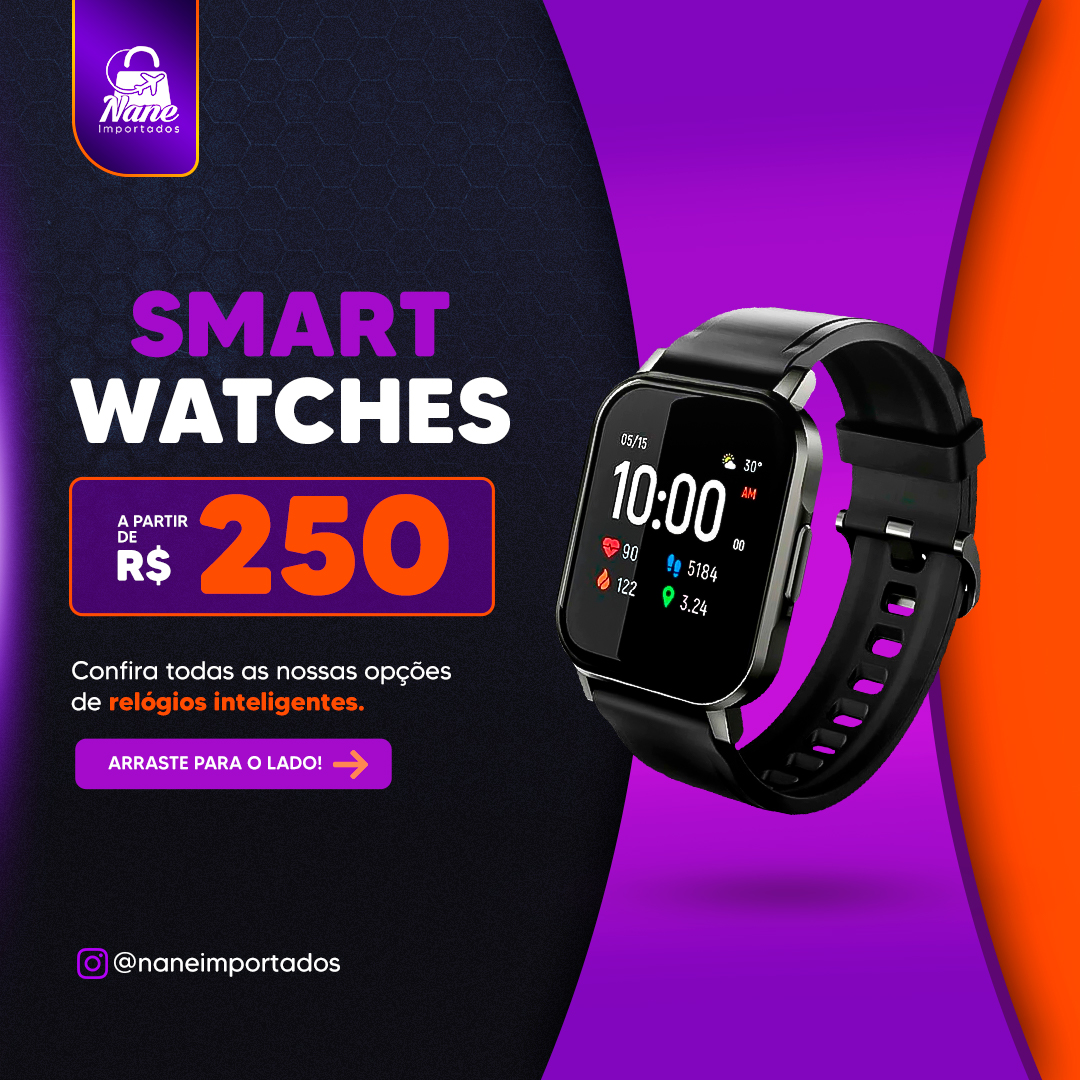 Nane
Importados
SMART
WATCHES
A PARTIR
DE
R$ 250
Confira todas as nossas opções
de relógios inteligentes.
ARRASTE PARA O LADO!
@naneimportados
05/15
30°
10:00
AM
00
90
5184
122
3.24